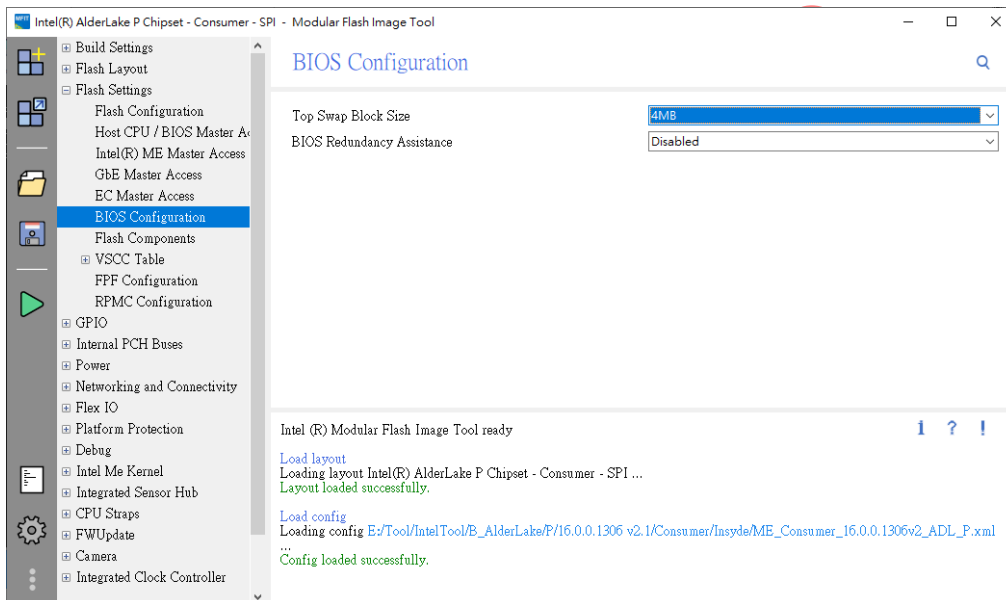 MFIT Intel(R) AlderLake P Chipset - Consumer - SPI - Modular Flash Image Tool
Build Settings
Flash Layout
Flash Settings
Flash Configuration
Host CPU / BIOS Master Ac
Intel(R) ME Master Access
GbE Master Access
EC Master Access
BIOS Configuration
Flash Components
VSCC Table
FPF Configuration
RPMC Configuration
GPIO
Internal PCH Buses
Power
Networking and Connectivity
Flex IO
Platform Protection
Debug
Intel Me Kernel
Integrated Sensor Hub
CPU Straps
FWUpdate
Camera
Integrated Clock Controller
BIOS Configuration
Top Swap Block Size 4MB
BIOS Redundancy Assistance Disabled
Intel (R) Modular Flash Image Tool ready
i ? !
Load layout
Loading layout Intel(R) AlderLake P Chipset - Consumer - SPI ...
Layout loaded successfully.
Load config
Loading config E:/Tool/IntelTool/B_AlderLake/P/16.0.0.1306 v2.1/Consumer/Insyde/ME_Consumer_16.0.0.1306v2_ADL_P.xml
...
Config loaded successfully.